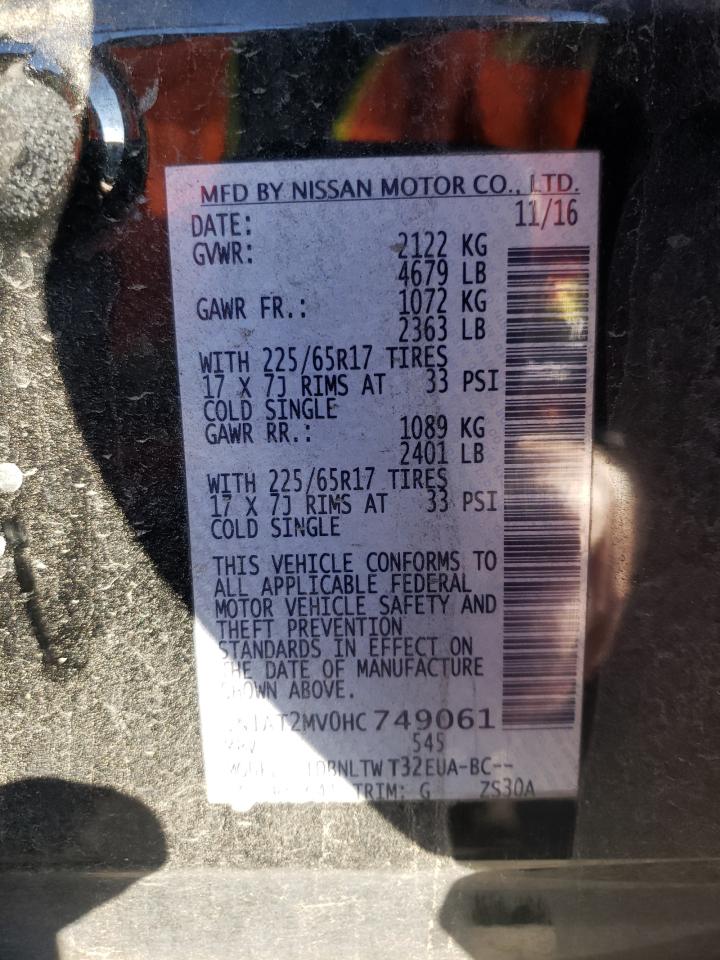 MFD BY NISSAN MOTOR CO., LTD.
DATE: 11/16
GVWR: 2122 KG
4679 LB
GAWR FR.: 1072 KG
2363 LB
WITH 225/65R17 TIRES
17 X 7J RIMS AT 33 PSI
COLD SINGLE
GAWR RR.: 1089 KG
2401 LB
WITH 225/65R17 TIRES
17 X 7J RIMS AT 33 PSI
COLD SINGLE
THIS VEHICLE CONFORMS TO
ALL APPLICABLE FEDERAL
MOTOR VEHICLE SAFETY AND
THEFT PREVENTION
STANDARDS IN EFFECT ON
THE DATE OF MANUFACTURE
SHOWN ABOVE.
749061
545
T32EUA-BC--
TRIM: G ZS30A